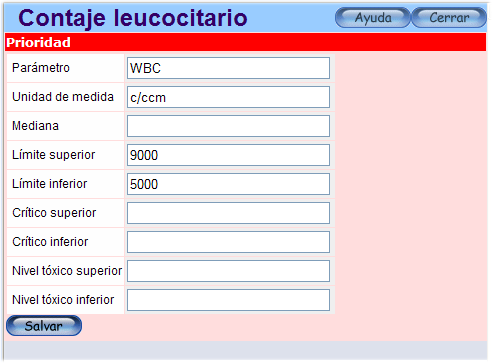 Contaje leucocitario Ayuda Cerrar
Prioridad
Parámetro WBC
Unidad de medida c/ccm
Mediana
Límite superior 9000
Límite inferior 5000
Crítico superior
Crítico inferior
Nivel tóxico superior
Nivel tóxico inferior
Salvar